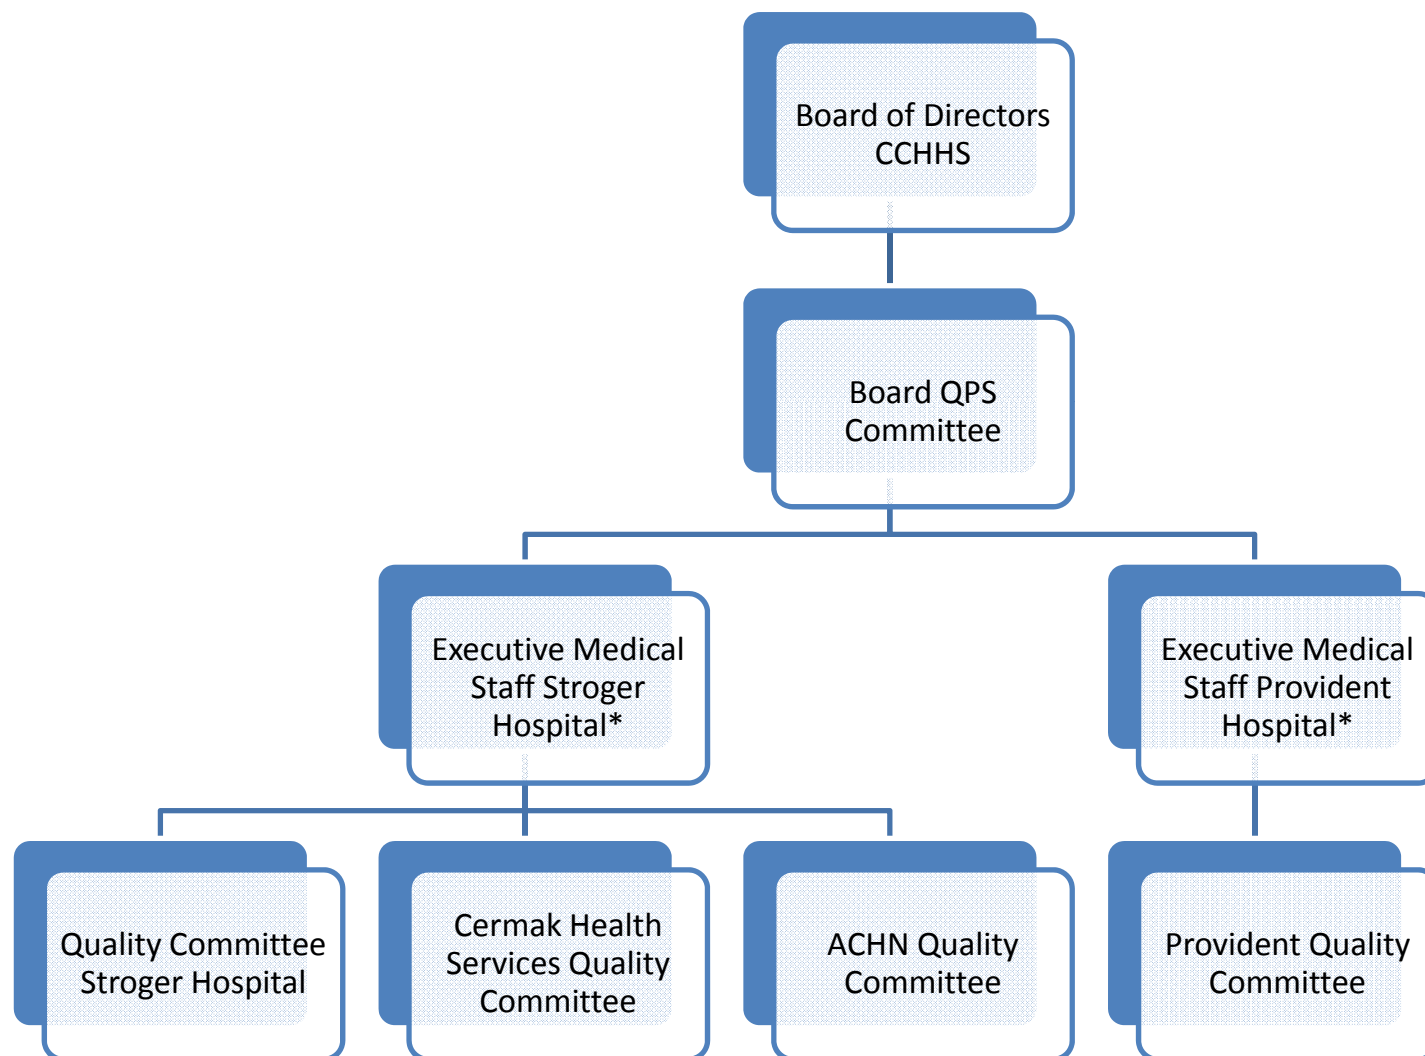 Board of Directors
CCHHS
Board QPS
Committee
Executive Medical
Staff Stroger
Hospital*
Executive Medical
Staff Provident
Hospital*
Quality Committee
Stroger Hospital
Cermak Health
Services Quality
Committee
ACHN Quality
Committee
Provident Quality
Committee